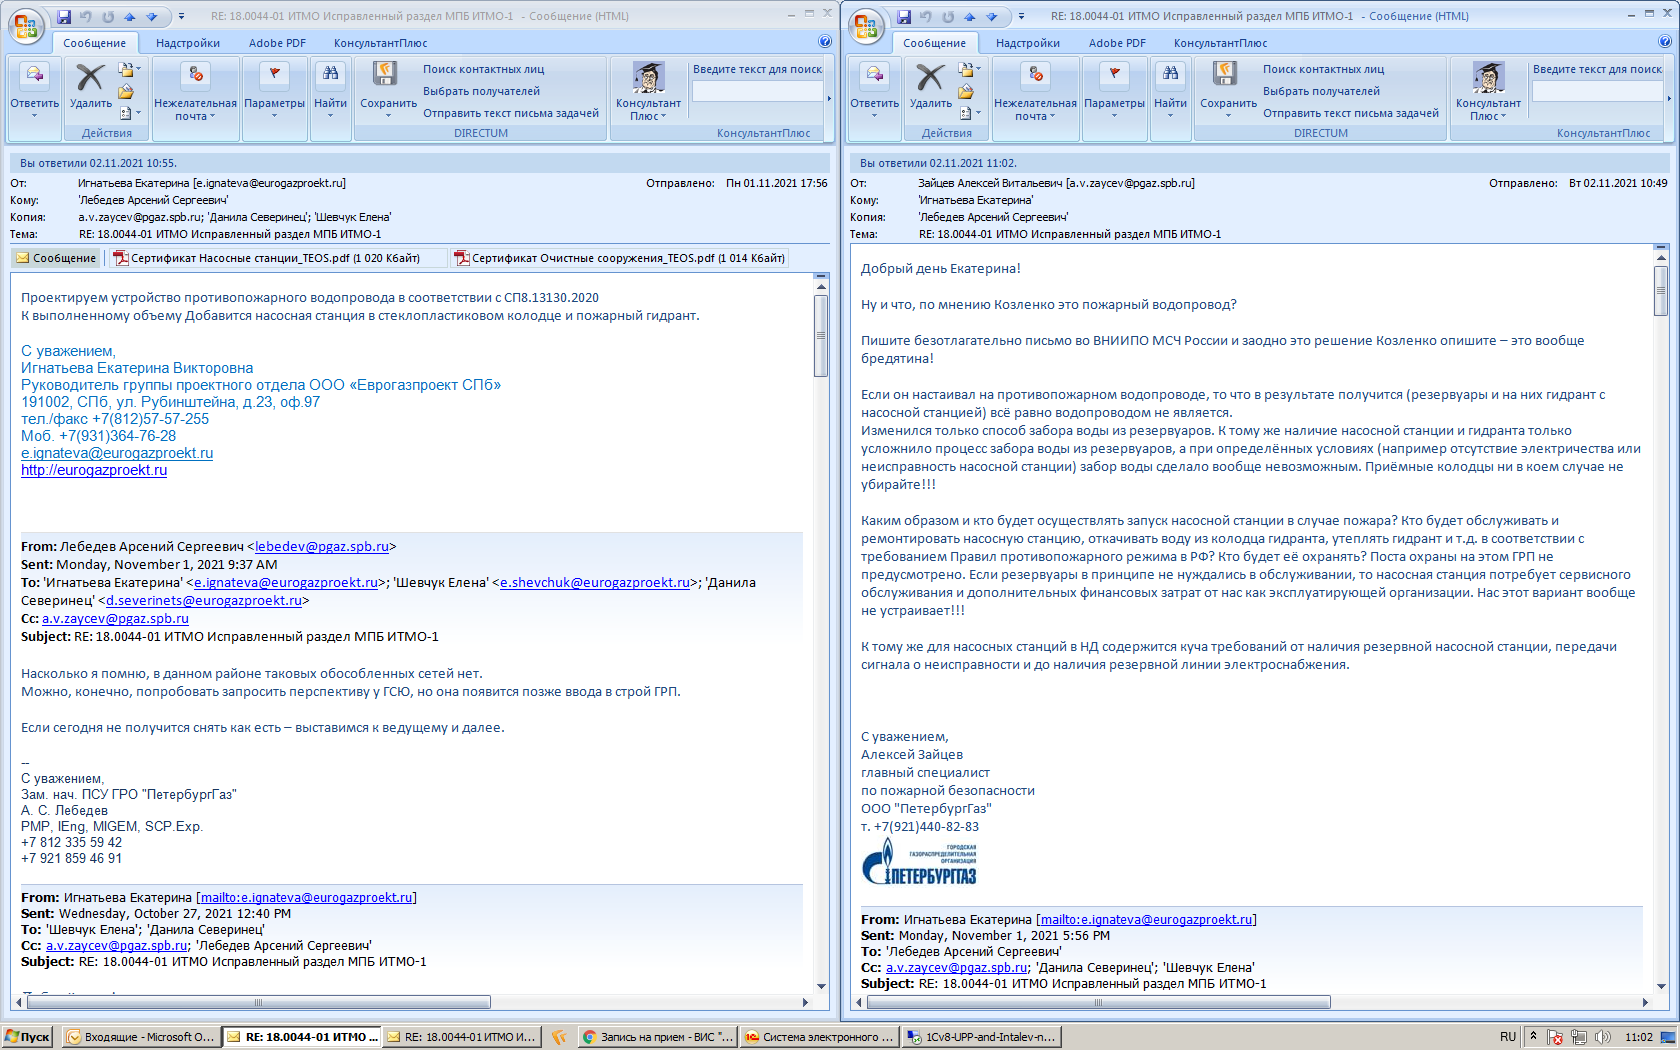 RE: 18.0044-01 ИТМО Исправленный раздел МПБ ИТМО-1 - Сообщение (HTML)
Сообщение
Надстройки
Adobe PDF
КонсультантПлюс
Ответить
Удалить
Действия
Нежелательная почта
Параметры
Найти
Сохранить
Поиск контактных лиц
Выбрать получателей
Отправить текст письма задачей
DIRECTUM
Консультант Плюс
Введите текст для поиск
КонсультантПлюс
Вы ответили 02.11.2021 10:55.
От: Игнатьева Екатерина [e.ignateva@eurogazproekt.ru] Отправлено: Пн 01.11.2021 17:56
Кому: 'Лебедев Арсений Сергеевич'
Копия: a.v.zaycev@pgaz.spb.ru; 'Данила Северинец'; 'Шевчук Елена'
Тема: RE: 18.0044-01 ИТМО Исправленный раздел МПБ ИТМО-1
Сообщение
Сертификат Насосные станции_TEOS.pdf (1 020 Кбайт)
Сертификат Очистные сооружения_TEOS.pdf (1 014 Кбайт)
Проектируем устройство противопожарного водопровода в соответствии с СП8.13130.2020
К выполненному объему Добавится насосная станция в стеклопластиковом колодце и пожарный гидрант.
С уважением,
Игнатьева Екатерина Викторовна
Руководитель группы проектного отдела ООО «Еврогазпроект СПб»
191002, СПб, ул. Рубинштейна, д.23, оф.97
тел./факс +7(812)57-57-255
Моб. +7(931)364-76-28
e.ignateva@eurogazproekt.ru
http://eurogazproekt.ru
From: Лебедев Арсений Сергеевич <lebedev@pgaz.spb.ru>
Sent: Monday, November 1, 2021 9:37 AM
To: 'Игнатьева Екатерина' <e.ignateva@eurogazproekt.ru>; 'Шевчук Елена' <e.shevchuk@eurogazproekt.ru>; 'Данила
Северинец' <d.severinets@eurogazproekt.ru>
Cc: a.v.zaycev@pgaz.spb.ru
Subject: RE: 18.0044-01 ИТМО Исправленный раздел МПБ ИТМО-1
Насколько я помню, в данном районе таковых обособленных сетей нет.
Можно, конечно, попробовать запросить перспективу у ГСЮ, но она появится позже ввода в строй ГРП.
Если сегодня не получится снять как есть – выставимся к ведущему и далее.
--
С уважением,
Зам. нач. ПСУ ГРО "ПетербургГаз"
А. С. Лебедев
PMP, IEng, MIGEM, SCP.Exp.
+7 812 335 59 42
+7 921 859 46 91
From: Игнатьева Екатерина [mailto:e.ignateva@eurogazproekt.ru]
Sent: Wednesday, October 27, 2021 12:40 PM
To: 'Шевчук Елена'; 'Данила Северинец'
Cc: a.v.zaycev@pgaz.spb.ru; 'Лебедев Арсений Сергеевич'
Subject: RE: 18.0044-01 ИТМО Исправленный раздел МПБ ИТМО-1
RE: 18.0044-01 ИТМО Исправленный раздел МПБ ИТМО-1 - Сообщение (HTML)
Сообщение
Надстройки
Adobe PDF
КонсультантПлюс
Ответить
Удалить
Действия
Нежелательная почта
Параметры
Найти
Сохранить
Поиск контактных лиц
Выбрать получателей
Отправить текст письма задачей
DIRECTUM
Консультант Плюс
Введите текст для поиск
КонсультантПлюс
Вы ответили 02.11.2021 11:02.
От: Зайцев Алексей Витальевич [a.v.zaycev@pgaz.spb.ru] Отправлено: Вт 02.11.2021 10:49
Кому: 'Игнатьева Екатерина'
Копия: 'Лебедев Арсений Сергеевич'
Тема: RE: 18.0044-01 ИТМО Исправленный раздел МПБ ИТМО-1
Добрый день Екатерина!
Ну и что, по мнению Козленко это пожарный водопровод?
Пишите безотлагательно письмо во ВНИИПО МСЧ России и заодно это решение Козленко опишите – это вообще
бредятина!
Если он настаивал на противопожарном водопроводе, то что в результате получится (резервуары и на них гидрант с
насосной станцией) всё равно водопроводом не является.
Изменился только способ забора воды из резервуаров. К тому же наличие насосной станции и гидранта только
усложнило процесс забора воды из резервуаров, а при определённых условиях (например отсутствие электричества или
неисправность насосной станции) забор воды сделало вообще невозможным. Приёмные колодцы ни в коем случае не
убирайте!!!
Каким образом и кто будет осуществлять запуск насосной станции в случае пожара? Кто будет обслуживать и
ремонтировать насосную станцию, откачивать воду из колодца гидранта, утеплять гидрант и т.д. в соответствии с
требованием Правил противопожарного режима в РФ? Кто будет её охранять? Поста охраны на этом ГРП не
предусмотрено. Если резервуары в принципе не нуждались в обслуживании, то насосная станция потребует сервисного
обслуживания и дополнительных финансовых затрат от нас как эксплуатирующей организации. Нас этот вариант вообще
не устраивает!!!
К тому же для насосных станций в НД содержится куча требований от наличия резервной насосной станции, передачи
сигнала о неисправности и до наличия резервной линии электроснабжения.
С уважением,
Алексей Зайцев
главный специалист
по пожарной безопасности
ООО "ПетербургГаз"
т. +7(921)440-82-83
ГОРОДСКАЯ
ГАЗОРАСПРЕДЕЛИТЕЛЬНАЯ
ОРГАНИЗАЦИЯ
ПЕТЕРБУРГГАЗ
From: Игнатьева Екатерина [mailto:e.ignateva@eurogazproekt.ru]
Sent: Monday, November 1, 2021 5:56 PM
To: 'Лебедев Арсений Сергеевич'
Cc: a.v.zaycev@pgaz.spb.ru; 'Данила Северинец'; 'Шевчук Елена'
Subject: RE: 18.0044-01 ИТМО Исправленный раздел МПБ ИТМО-1
Пуск
Входящие - Microsoft O...
RE: 18.0044-01 ИТМО ...
RE: 18.0044-01 ИТМО И...
Запись на прием - ВИС "...
Система электронного ...
1Cv8-UPP-and-Intalev-n...
RU
11:02